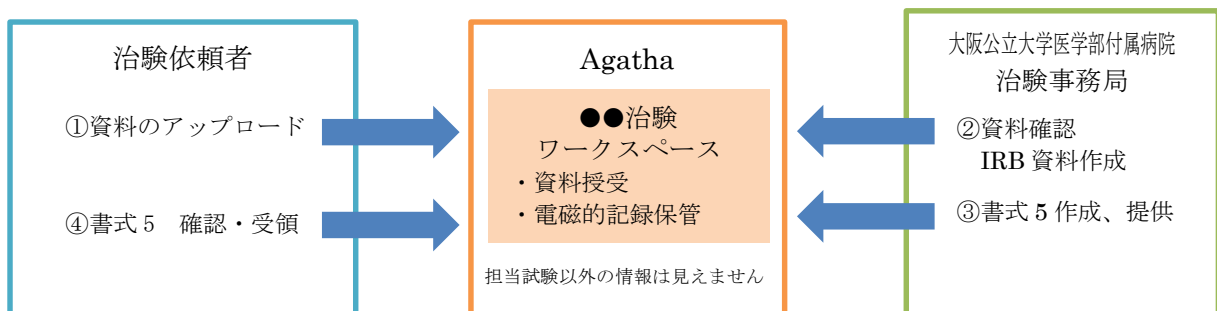 治験依頼者
①資料のアップロード
④書式5　確認・受領
Agatha
●●治験
ワークスペース
・資料授受
・電磁的記録保管
担当試験以外の情報は見えません
大阪公立大学医学部付属病院
治験事務局
②資料確認
IRB 資料作成
③書式 5 作成、提供